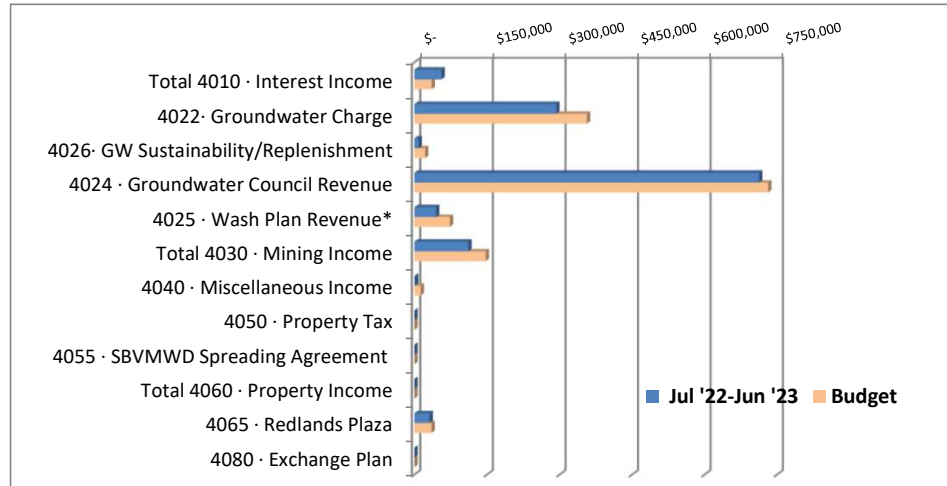 $- $150,000 $300,000 $450,000 $600,000 $750,000
Total 4010 · Interest Income
4022· Groundwater Charge
4026· GW Sustainability/Replenishment
4024 · Groundwater Council Revenue
4025 · Wash Plan Revenue*
Total 4030 · Mining Income
4040 · Miscellaneous Income
4050 · Property Tax
4055 · SBVMWD Spreading Agreement
Total 4060 · Property Income
Jul '22-Jun '23 Budget
4065 · Redlands Plaza
4080 · Exchange Plan